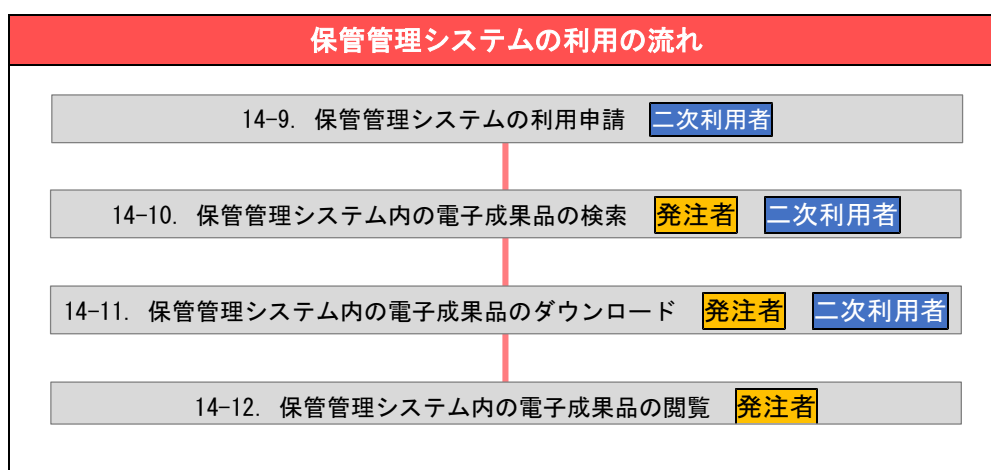 保管管理システムの利用の流れ
14-9. 保管管理システムの利用申請 二次利用者
14-10. 保管管理システム内の電子成果品の検索 発注者 二次利用者
14-11. 保管管理システム内の電子成果品のダウンロード 発注者 二次利用者
14-12. 保管管理システム内の電子成果品の閲覧 発注者